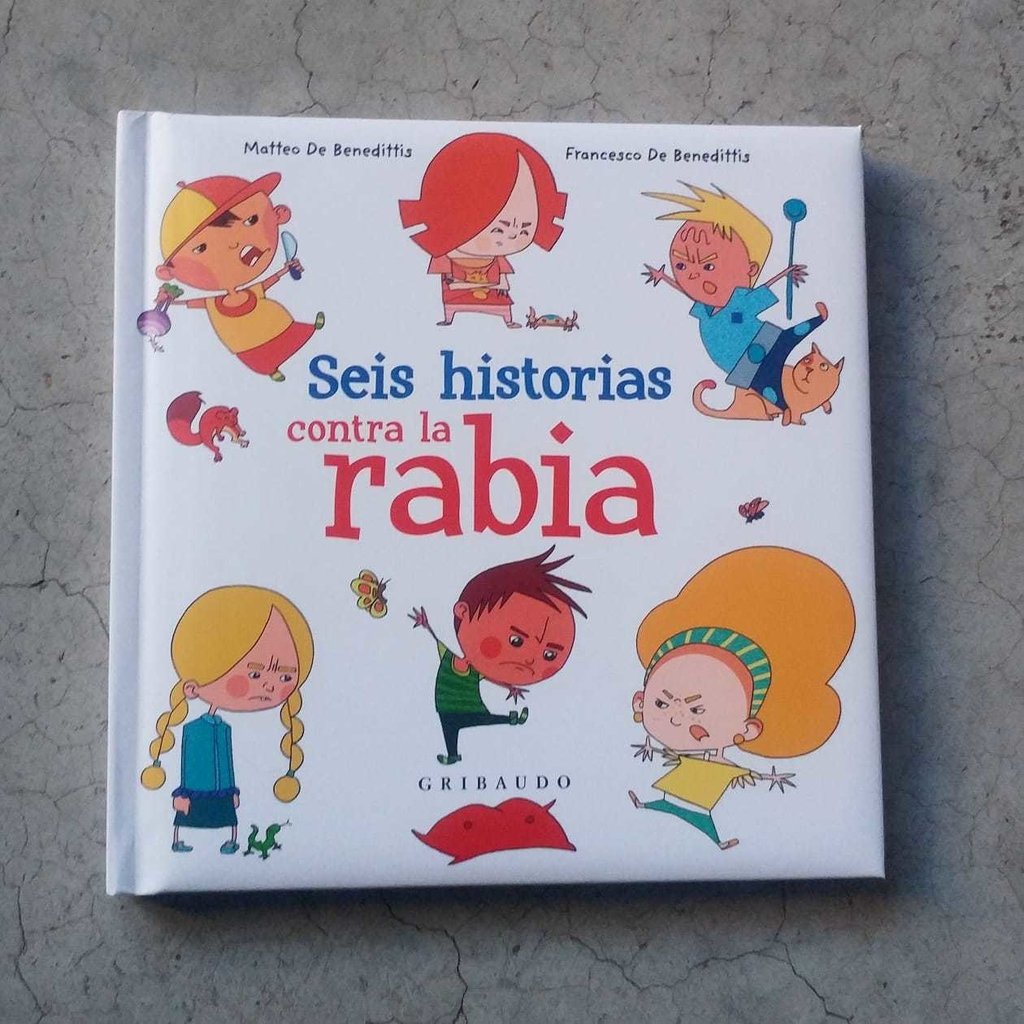 Matteo De Benedittis
Francesco De Benedittis
Seis historias
contra la
rabia
GRIBAUDO